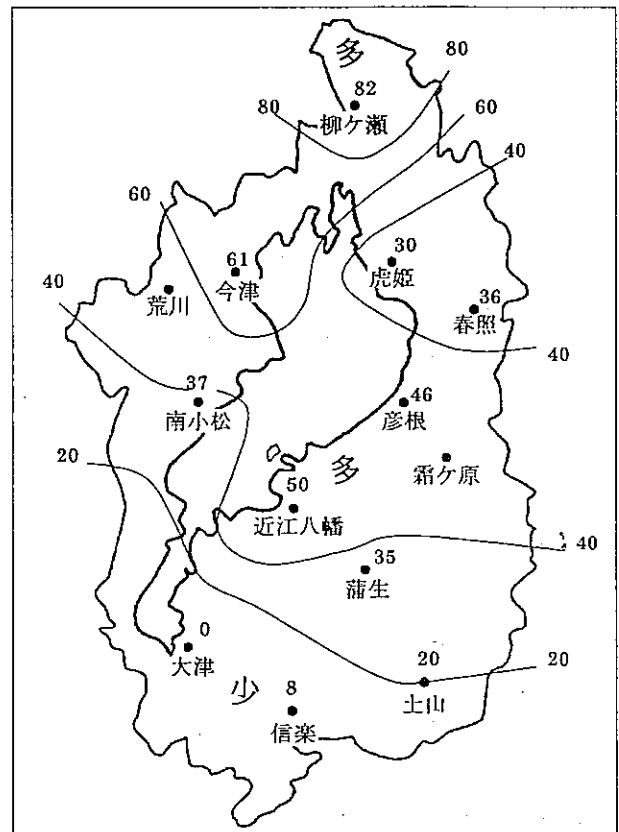 多
80
82
80
柳ケ瀬
60
40
60
61
今津
荒川
30
虎姫
36
春照
40
40
37
南小松
46
彦根
霜ケ原
多
20
50
近江八幡
40
35
蒲生
0
大津
20
20
土山
少
8
信楽